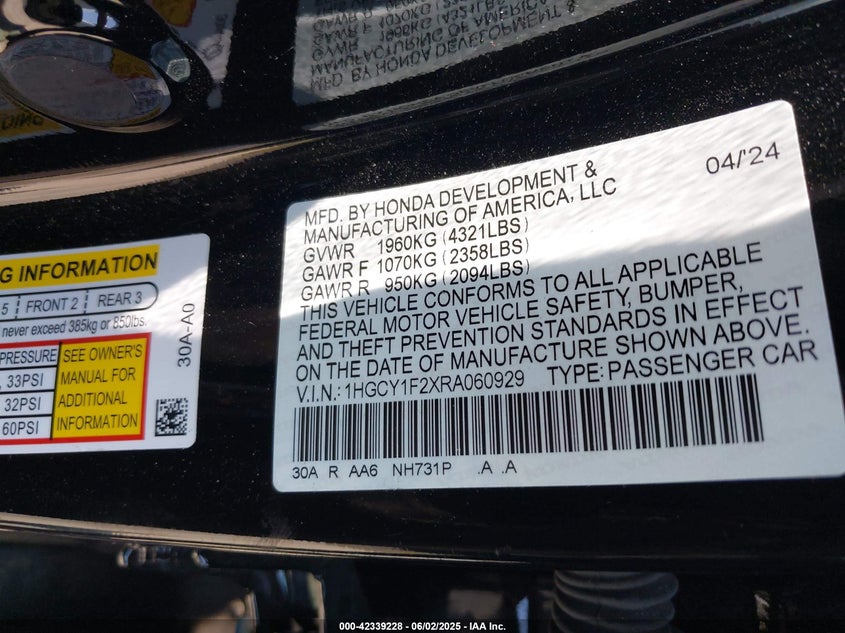 MFD. BY HONDA DEVELOPMENT &
MANUFACTURING OF AMERICA, LLC
04/'24
GVWR 1960KG (4321LBS)
GAWR F 1070KG (2358LBS)
GAWR R 950KG (2094LBS)
THIS VEHICLE CONFORMS TO ALL APPLICABLE
FEDERAL MOTOR VEHICLE SAFETY, BUMPER,
AND THEFT PREVENTION STANDARDS IN EFFECT
ON THE DATE OF MANUFACTURE SHOWN ABOVE.
V.I.N.: 1HGCY1F2XRA060929 TYPE: PASSENGER CAR
30A R AA6 NH731P .A .A
G INFORMATION
5 FRONT 2 REAR 3
never exceed 385kg or 850lbs.
PRESSURE
, 33PSI
32PSI
60PSI
SEE OWNER'S
MANUAL FOR
ADDITIONAL
INFORMATION
30A-A0
000-42339228 - 06/02/2025 - IAA Inc.